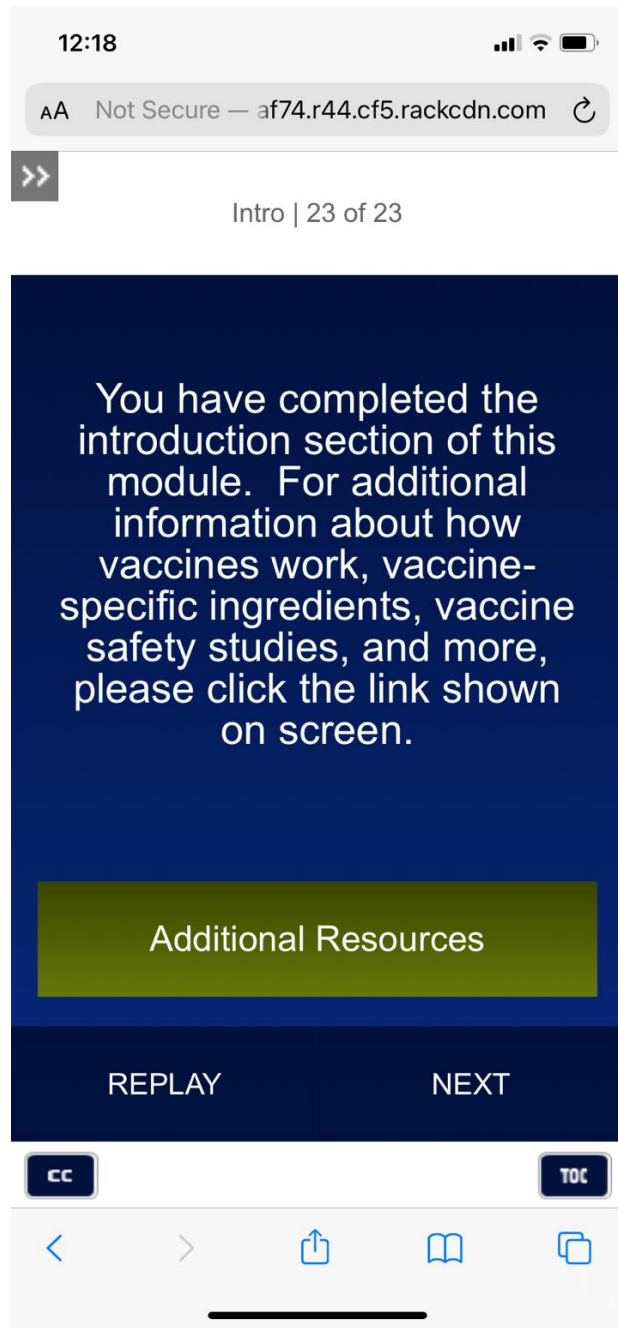 12:18
AA Not Secure — af74.r44.cf5.rackcdn.com
>>
Intro | 23 of 23
You have completed the
introduction section of this
module.  For additional
information about how
vaccines work, vaccine-
specific ingredients, vaccine
safety studies, and more,
please click the link shown
on screen.
Additional Resources
REPLAY NEXT
CC TOC